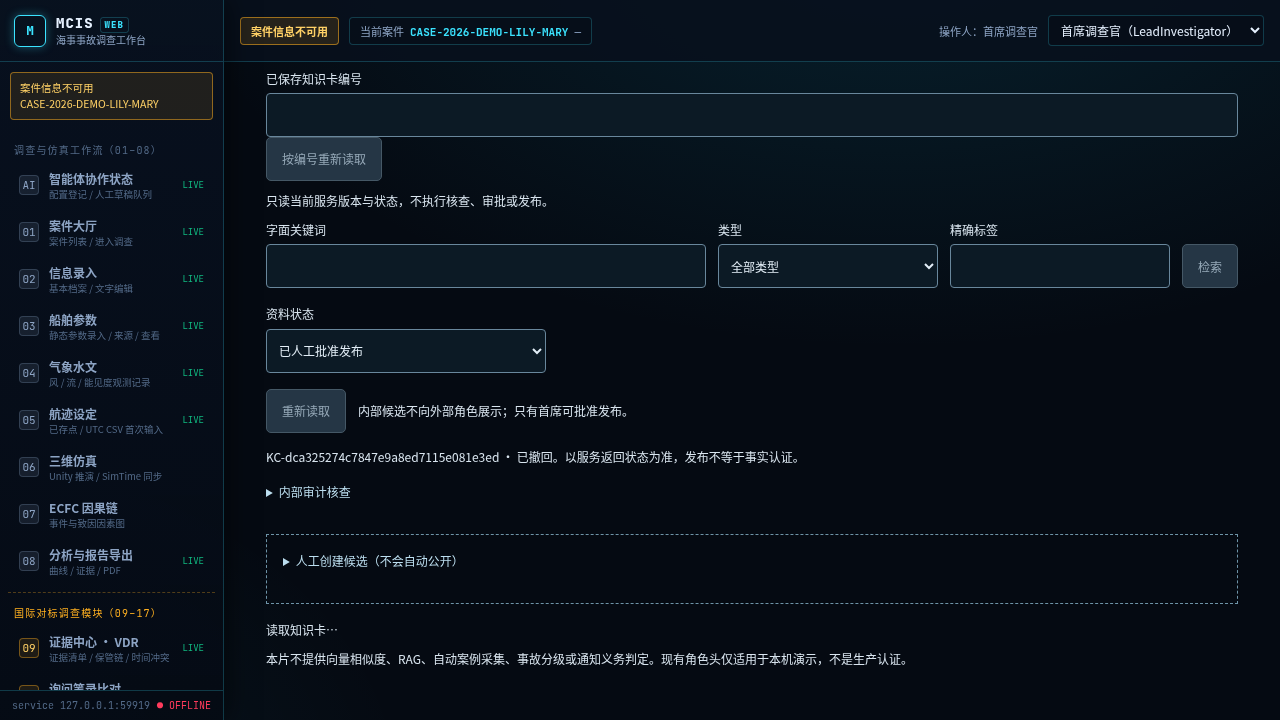 M
MCIS WEB
海事事故调查工作台
案件信息不可用
当前案件 CASE-2026-DEMO-LILY-MARY —
操作人：首席调查官
首席调查官（LeadInvestigator）
案件信息不可用
CASE-2026-DEMO-LILY-MARY
调查与仿真工作流（01–08）
AI 智能体协作状态 LIVE
配置登记 / 人工草稿队列
01 案件大厅 LIVE
案件列表 / 进入调查
02 信息录入 LIVE
基本档案 / 文字编辑
03 船舶参数 LIVE
静态参数录入 / 来源 / 查看
04 气象水文 LIVE
风 / 流 / 能见度观测记录
05 航迹设定 LIVE
已存点 / UTC CSV 首次输入
06 三维仿真
Unity 推演 / SimTime 同步
07 ECFC 因果链
事件与致因因素图
08 分析与报告导出 LIVE
曲线 / 证据 / PDF
国际对标调查模块（09–17）
09 证据中心 · VDR LIVE
证据清单 / 保管链 / 时间冲突
询问笔录比对
service 127.0.0.1:59919 OFFLINE
已保存知识卡编号
按编号重新读取
只读当前服务版本与状态，不执行核查、审批或发布。
字面关键词 类型 精确标签
全部类型 检索
资料状态
已人工批准发布
重新读取 内部候选不向外部角色展示；只有首席可批准发布。
KC-dca325274c7847e9a8ed7115e081e3ed · 已撤回。以服务返回状态为准，发布不等于事实认证。
内部审计核查
人工创建候选（不会自动公开）
读取知识卡…
本片不提供向量相似度、RAG、自动案例采集、事故分级或通知义务判定。现有角色头仅适用于本机演示，不是生产认证。